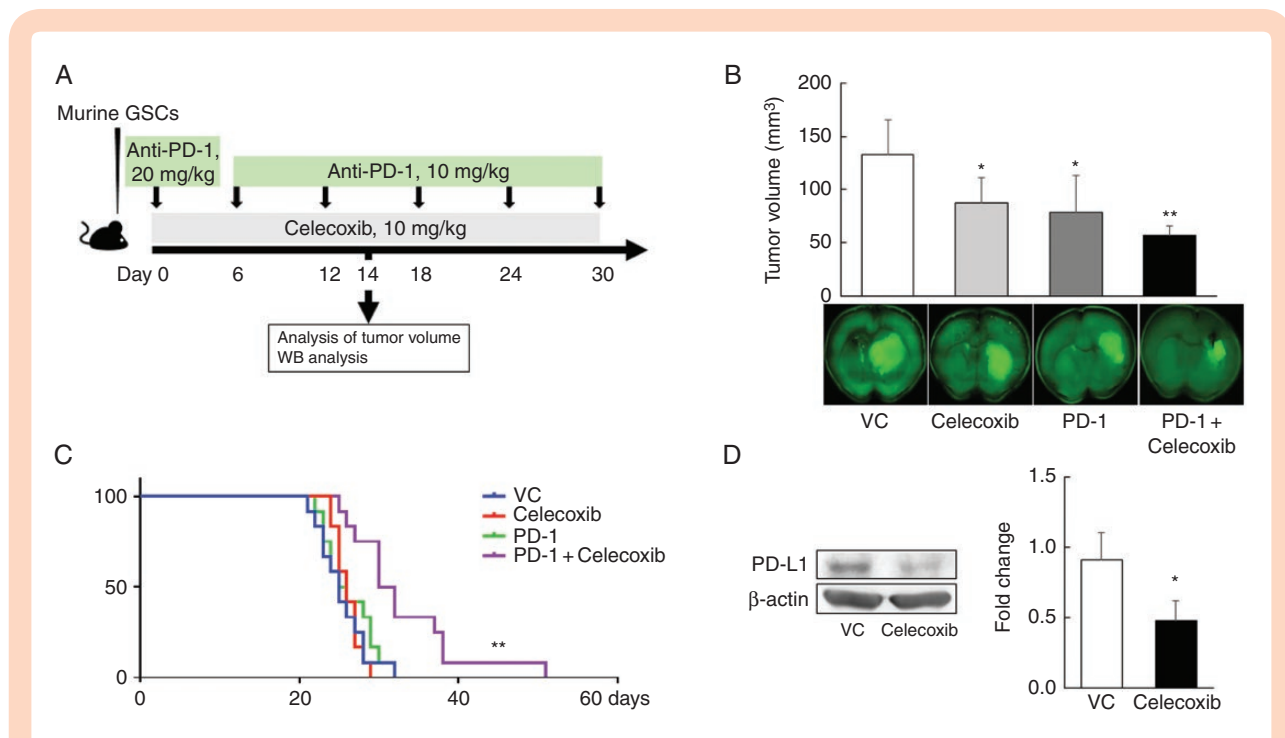 A
Murine GSCs
Anti-PD-1,
20 mg/kg
Anti-PD-1, 10 mg/kg
Celecoxib, 10 mg/kg
Day 0 6 12 14 18 24 30
Analysis of tumor volume
WB analysis
B
Tumor volume (mm³)
200
150
100
50
0
*
*
**
VC Celecoxib PD-1 PD-1 +
Celecoxib
C
100
50
0
0 20 40 60 days
VC
Celecoxib
PD-1
PD-1 + Celecoxib
**
D
PD-L1
β-actin
VC Celecoxib
Fold change
1.5
1.0
0.5
0.0
*
VC Celecoxib